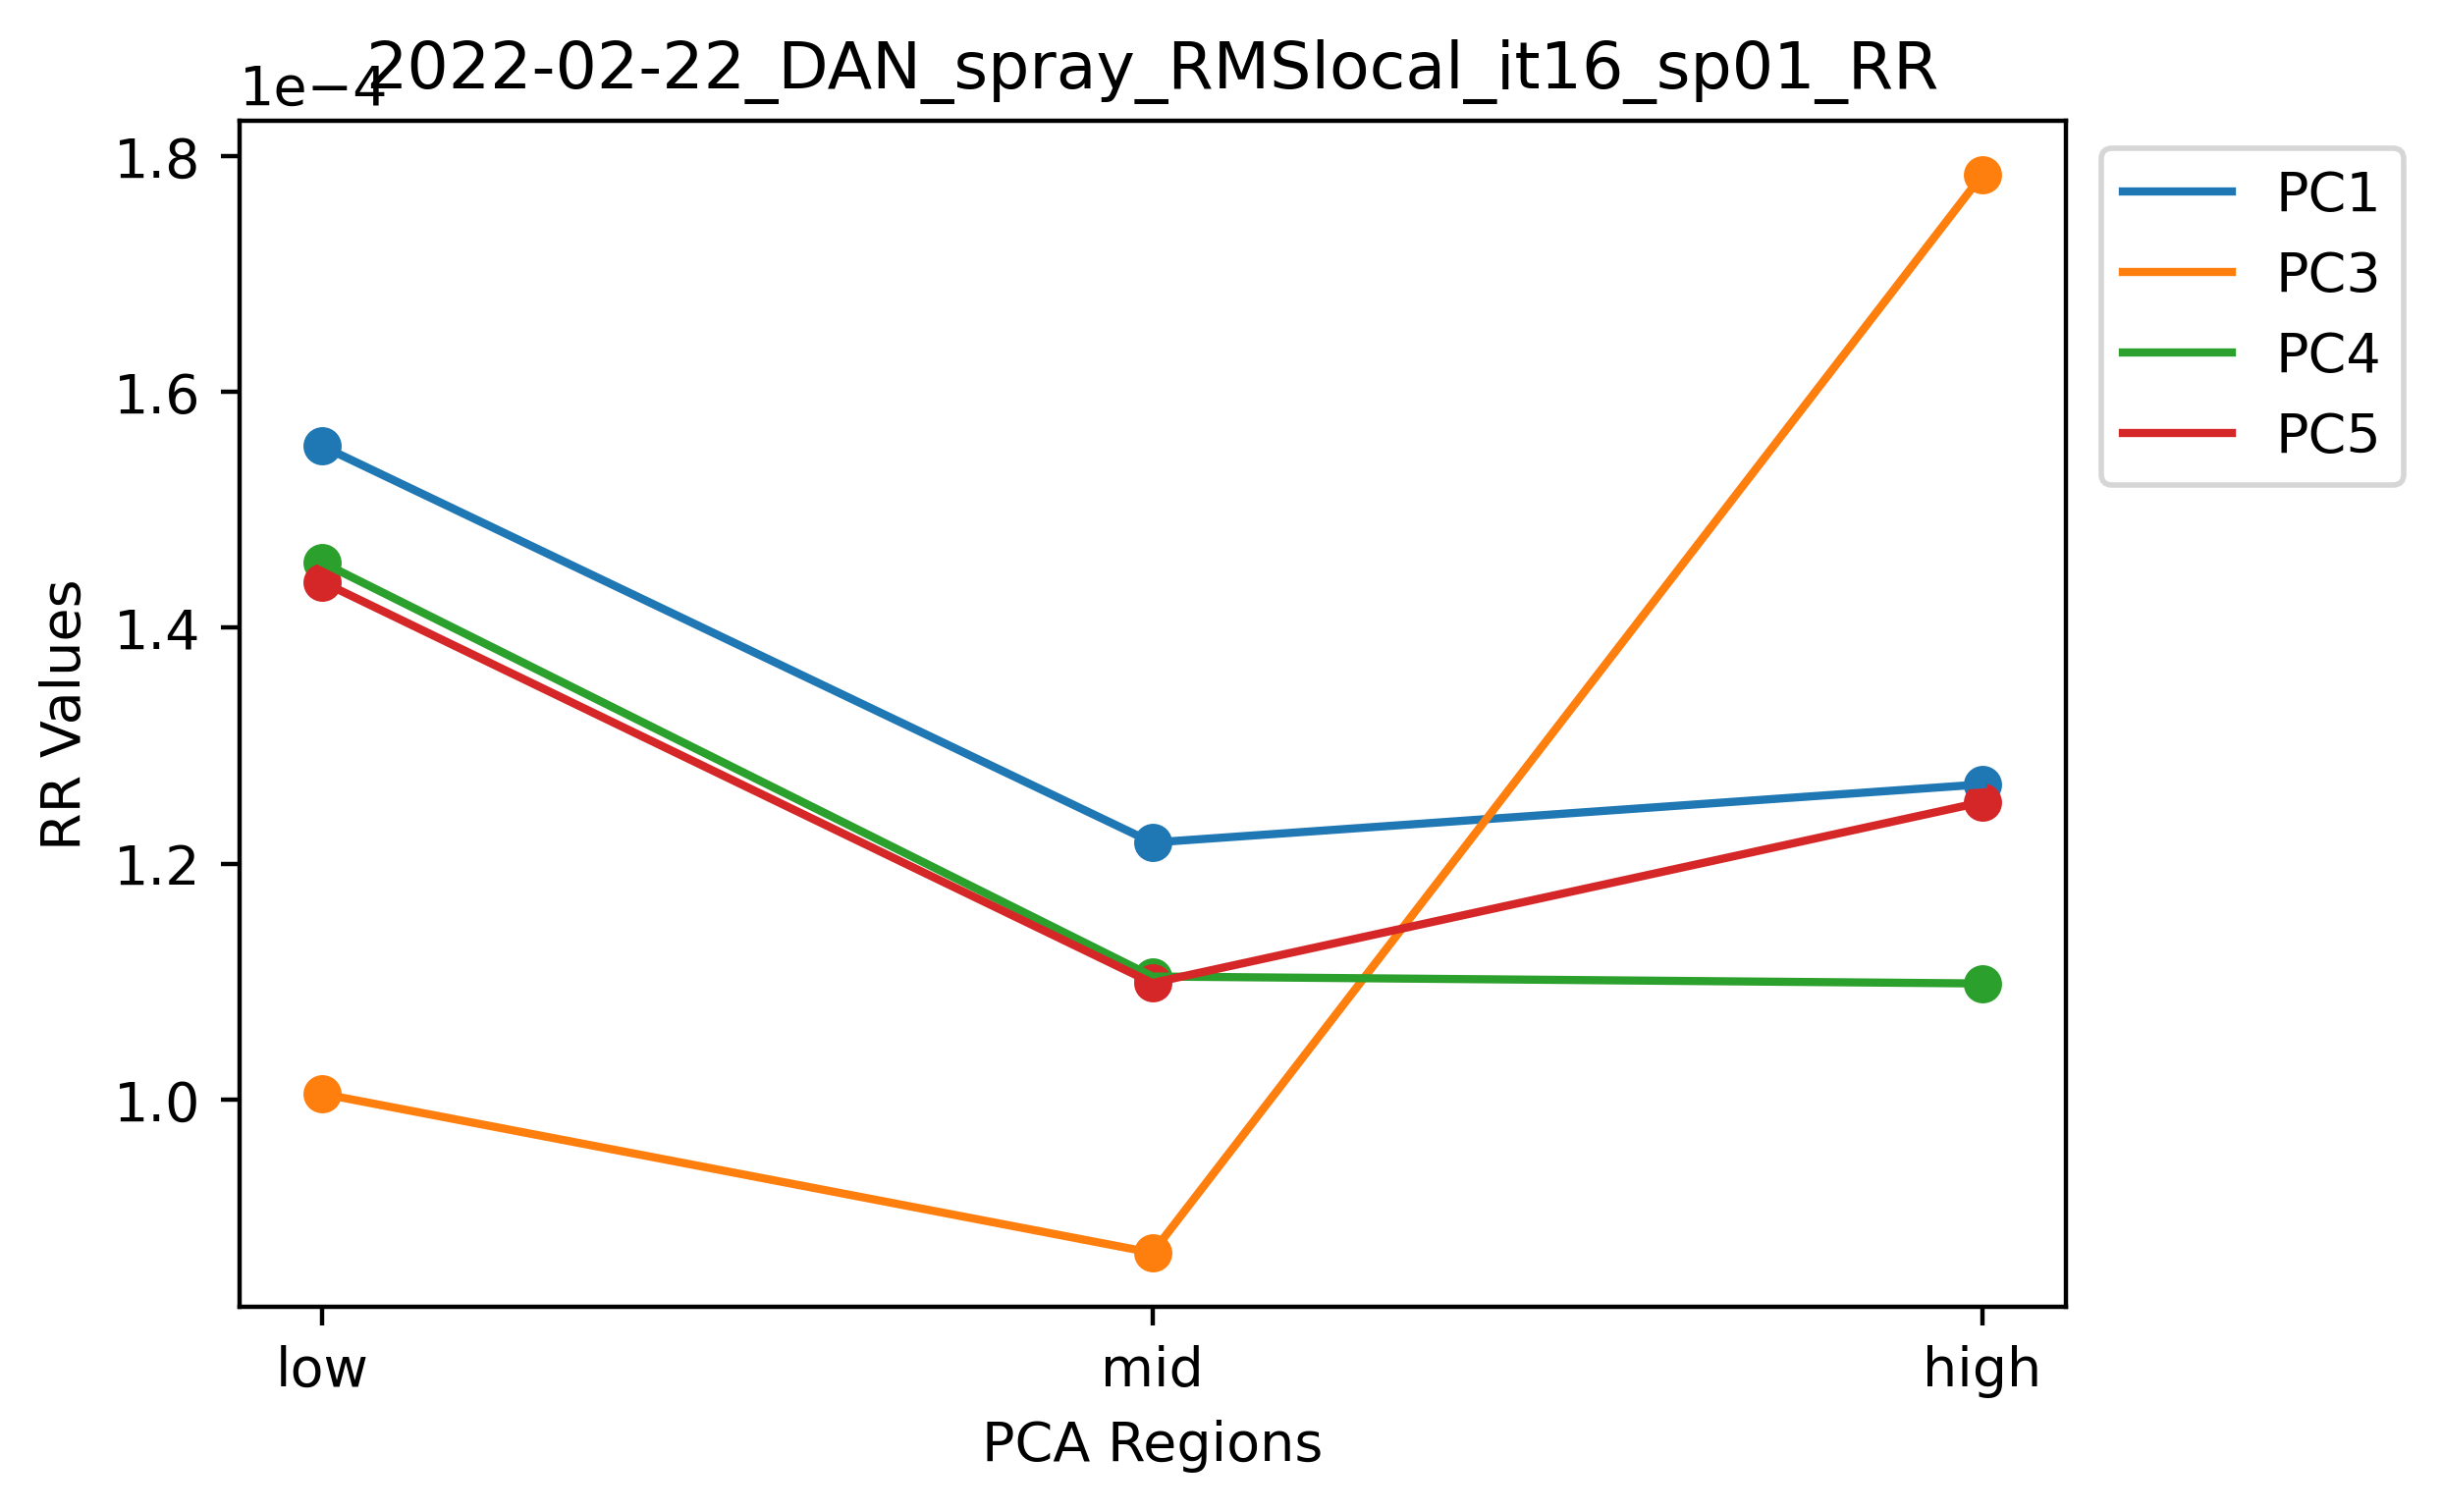 2022-02-22_DAN_spray_RMSlocal_it16_sp01_RR
1e−4
1.8
1.6
1.4
1.2
1.0
RR Values
low
mid
high
PCA Regions
PC1
PC3
PC4
PC5